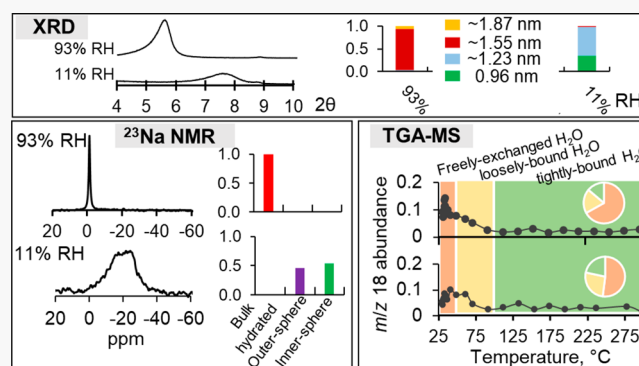 XRD
93% RH
11% RH
4 5 6 7 8 9 10 2θ
1.0
0.5
0.0
93%
~1.87 nm
~1.55 nm
~1.23 nm
0.96 nm
1.0
0.5
0.0
11%
RH
²³Na NMR
93% RH
20 0 -20 -40 -60
11% RH
20 0 -20 -40 -60
ppm
1.0
0.5
0.0
1.0
0.5
0.0
Bulk
hydrated
Outer-sphere
Inner-sphere
TGA-MS
Freely-exchanged H₂O
loosely-bound H₂O
tightly-bound H₂
m/z 18 abundance
0.2
0.1
0
0.2
0.1
0
25 75 125 175 225 275
Temperature, °C